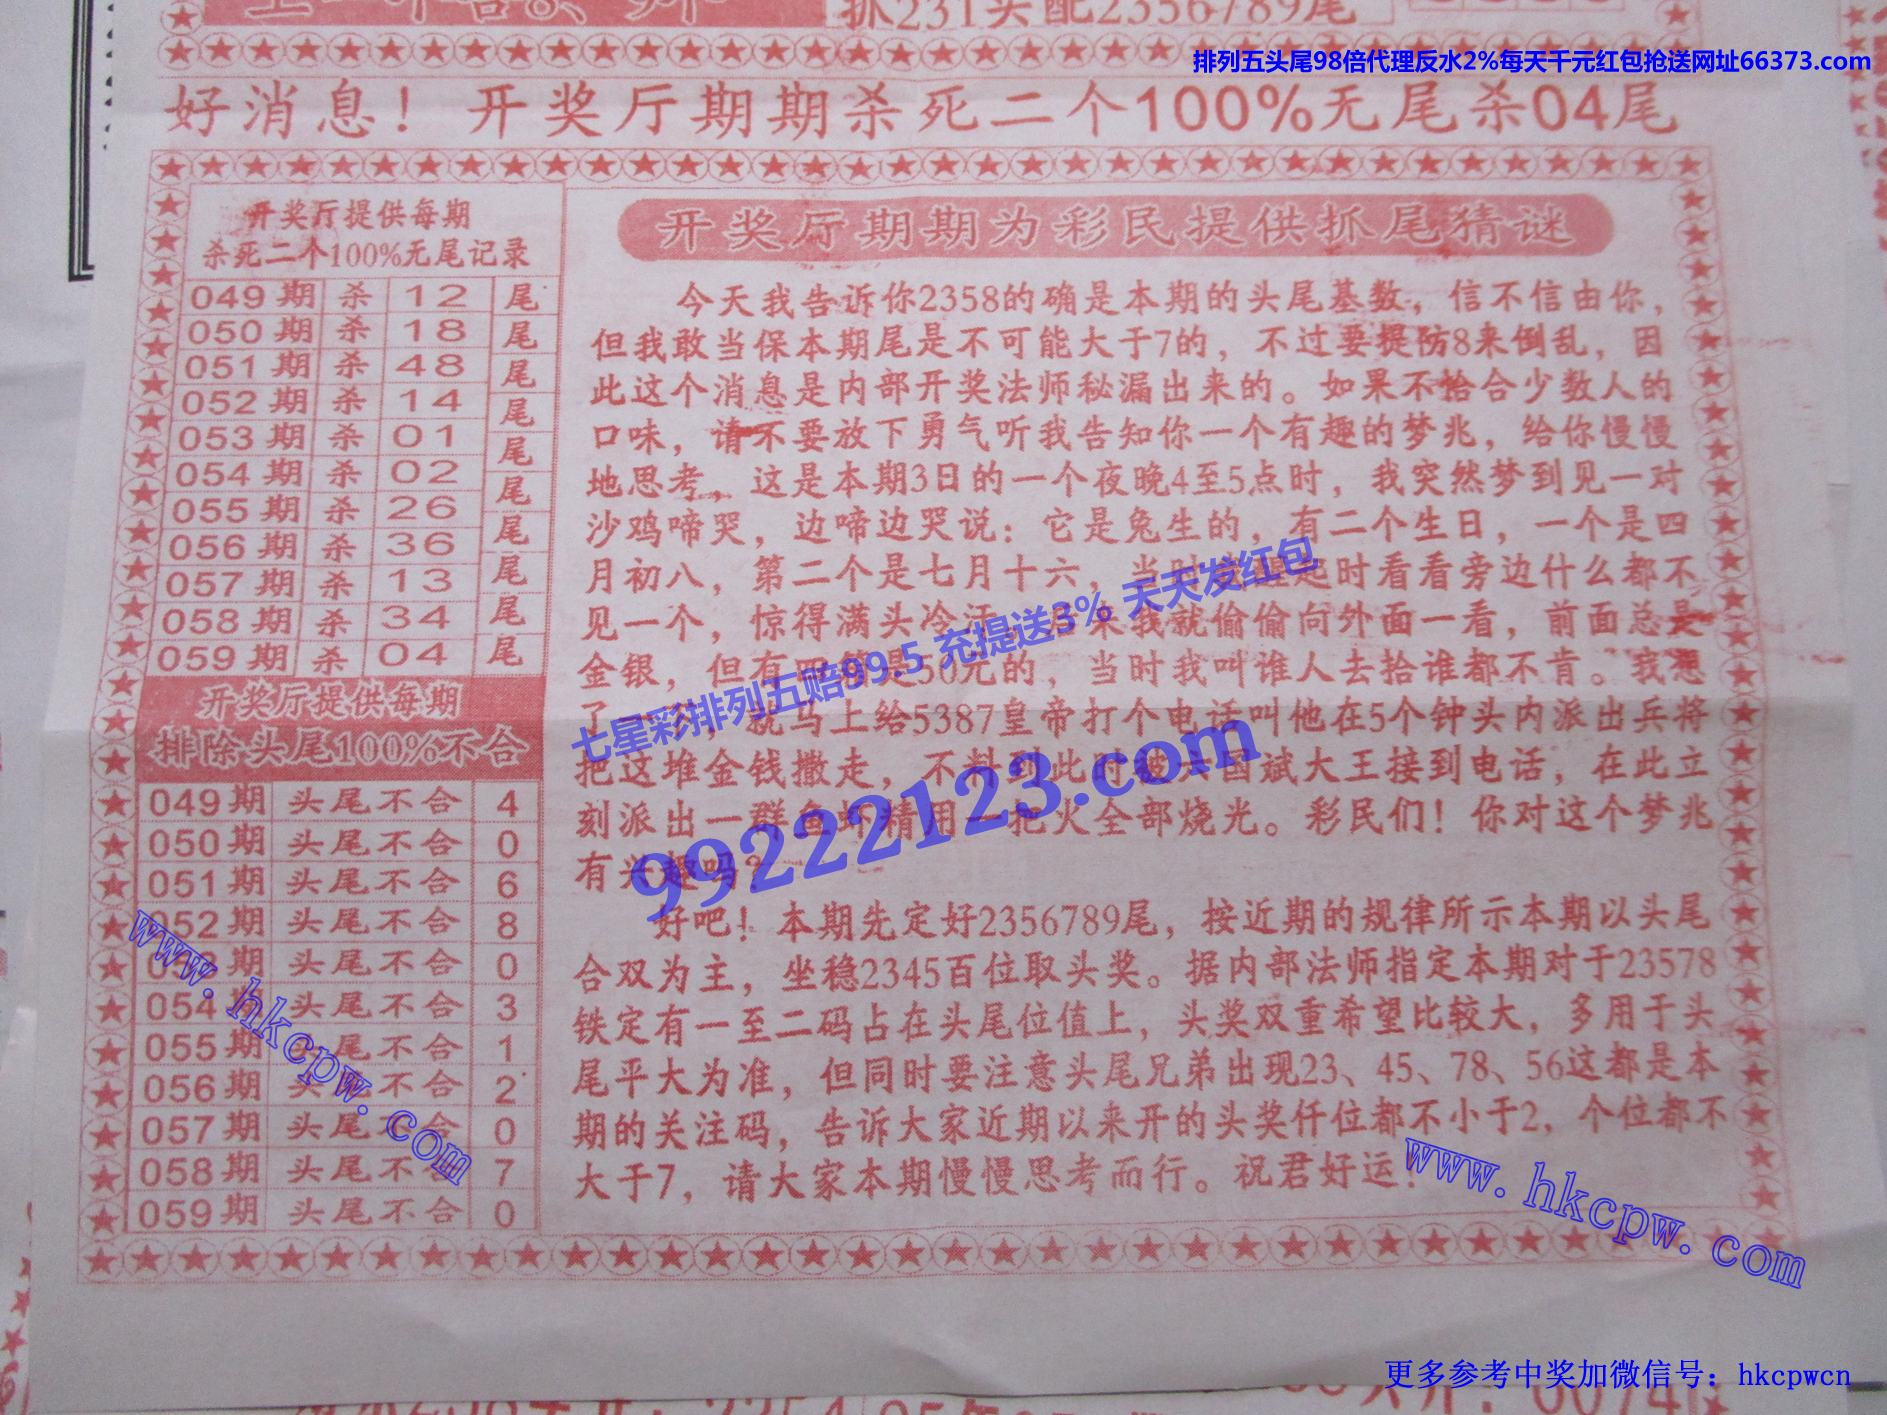 抓231头配2356789尾
排列五头尾98倍代理反水2%每天千元红包抢送网址66373.com
好消息！开奖厅期期杀死二个100%无尾杀04尾
开奖厅提供每期
杀死二个100%无尾记录
049期 杀 12 尾
050期 杀 18 尾
051期 杀 48 尾
052期 杀 14 尾
053期 杀 01 尾
054期 杀 02 尾
055期 杀 26 尾
056期 杀 36 尾
057期 杀 13 尾
058期 杀 34 尾
059期 杀 04 尾
开奖厅提供每期
排除头尾100%不合
049期 头尾不合 4
050期 头尾不合 0
051期 头尾不合 6
052期 头尾不合 8
期 头尾不合 0
054期 头尾不合 3
055期 头尾不合 1
056期 头尾不合 2
057期 头尾不合 0
058期 头尾不合 7
059期 头尾不合 0
开奖厅期期为彩民提供抓尾猜谜
今天我告诉你2358的确是本期的头尾基数，信不信由你，
但我敢当保本期尾是不可能大于7的，不过要提防8来倒乱，因
此这个消息是内部开奖法师秘漏出来的。如果不恰合少数人的
口味，请不要放下勇气听我告知你一个有趣的梦兆，给你慢慢
地思考，这是本期3日的一个夜晚4至5点时，我突然梦到见一对
沙鸡啼哭，边啼边哭说：它是兔生的，有二个生日，一个是四
月初八，第二个是七月十六，当时 起时看看旁边什么都不
见一个，惊得满头冷汗， 来我就偷偷向外面一看，前面总是
金银，但有 是50元的，当时我叫谁人去拾谁都不肯。我想
了 ，就马上给5387皇帝打个电话叫他在5个钟头内派出兵将
把这堆金钱撤走，不料到此时被 国斌大王接到电话，在此立
刻派出一群鱼虾精用一把火全部烧光。彩民们！你对这个梦兆
有兴趣吗？
好吧！本期先定好2356789尾，按近期的规律所示本期以头尾
合双为主，坐稳2345百位取头奖。据内部法师指定本期对于23578
铁定有一至二码占在头尾位值上，头奖双重希望比较大，多用于头
尾平大为准，但同时要注意头尾兄弟出现23、45、78、56这都是本
期的关注码，告诉大家近期以来开的头奖仟位都不小于2，个位都不
大于7，请大家本期慢慢思考而行。祝君好运！
七星彩排列五赔99.5 充提送3% 天天发红包
99222123.com
www.hkcpw.com
www.hkcpw.com
更多参考中奖加微信号：hkcpwcn